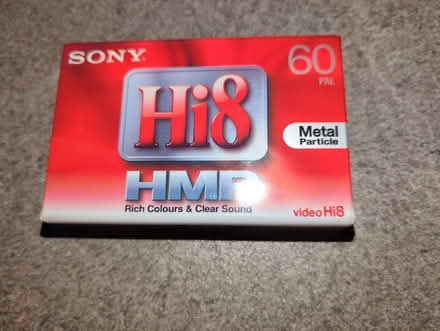 SONY
60
PAL
Hi8
Metal
Particle
HMP
Rich Colours & Clear Sound
video Hi8